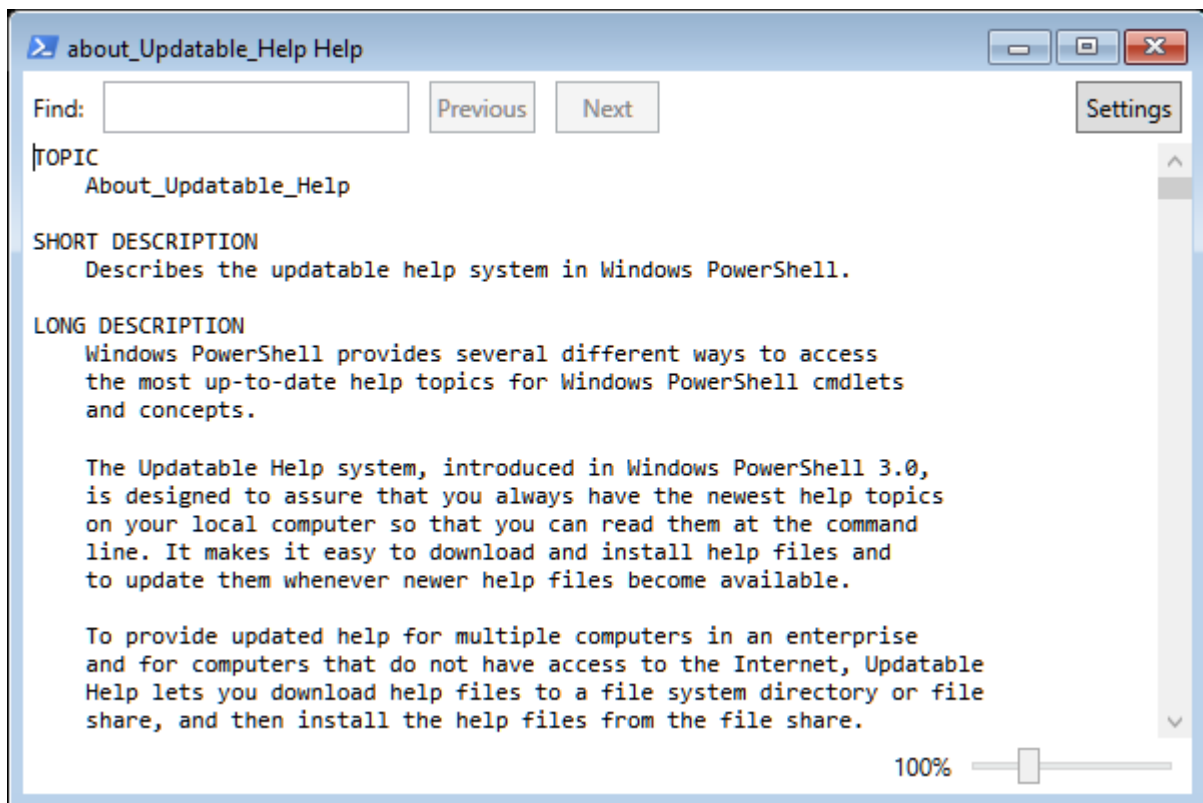 about_Updatable_Help Help
Find: Previous Next Settings
TOPIC
About_Updatable_Help
SHORT DESCRIPTION
Describes the updatable help system in Windows PowerShell.
LONG DESCRIPTION
Windows PowerShell provides several different ways to access
the most up-to-date help topics for Windows PowerShell cmdlets
and concepts.
The Updatable Help system, introduced in Windows PowerShell 3.0,
is designed to assure that you always have the newest help topics
on your local computer so that you can read them at the command
line. It makes it easy to download and install help files and
to update them whenever newer help files become available.
To provide updated help for multiple computers in an enterprise
and for computers that do not have access to the Internet, Updatable
Help lets you download help files to a file system directory or file
share, and then install the help files from the file share.
100%